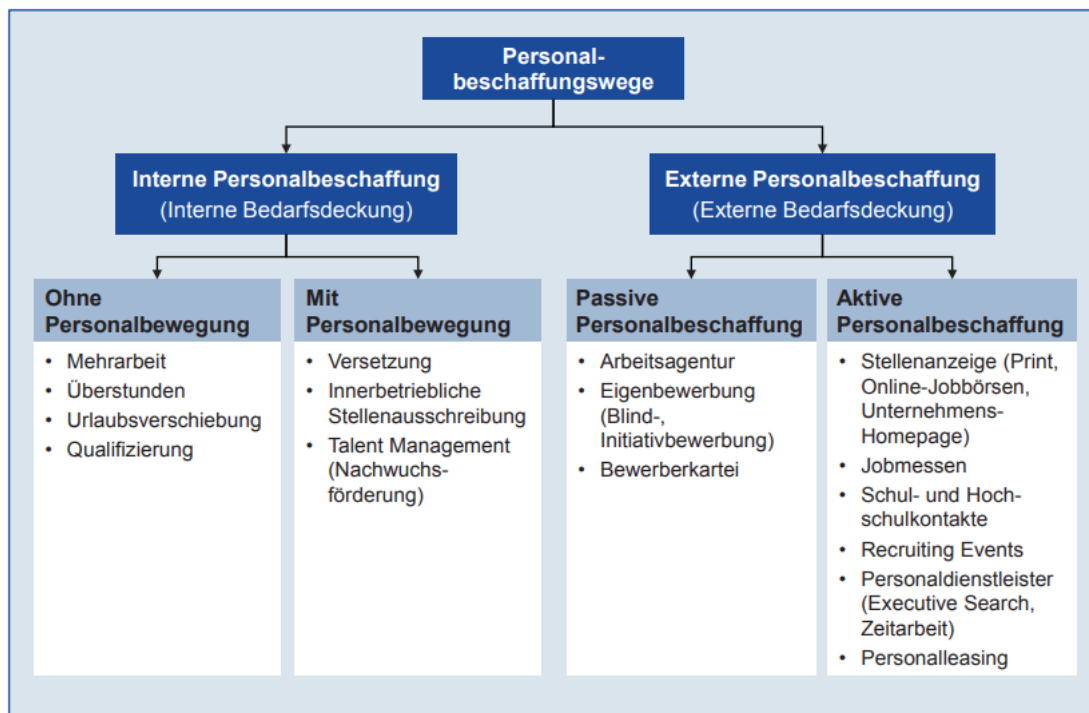 Personal-
beschaffungswege
Interne Personalbeschaffung
(Interne Bedarfsdeckung)
Externe Personalbeschaffung
(Externe Bedarfsdeckung)
Ohne
Personalbewegung
• Mehrarbeit
• Überstunden
• Urlaubsverschiebung
• Qualifizierung
Mit
Personalbewegung
• Versetzung
• Innerbetriebliche
Stellenausschreibung
• Talent Management
(Nachwuchs-
förderung)
Passive
Personalbeschaffung
• Arbeitsagentur
• Eigenbewerbung
(Blind-,
Initiativbewerbung)
• Bewerberkartei
Aktive
Personalbeschaffung
• Stellenanzeige (Print,
Online-Jobbörsen,
Unternehmens-
Homepage)
• Jobmessen
• Schul- und Hoch-
schulkontakte
• Recruiting Events
• Personaldienstleister
(Executive Search,
Zeitarbeit)
• Personalleasing